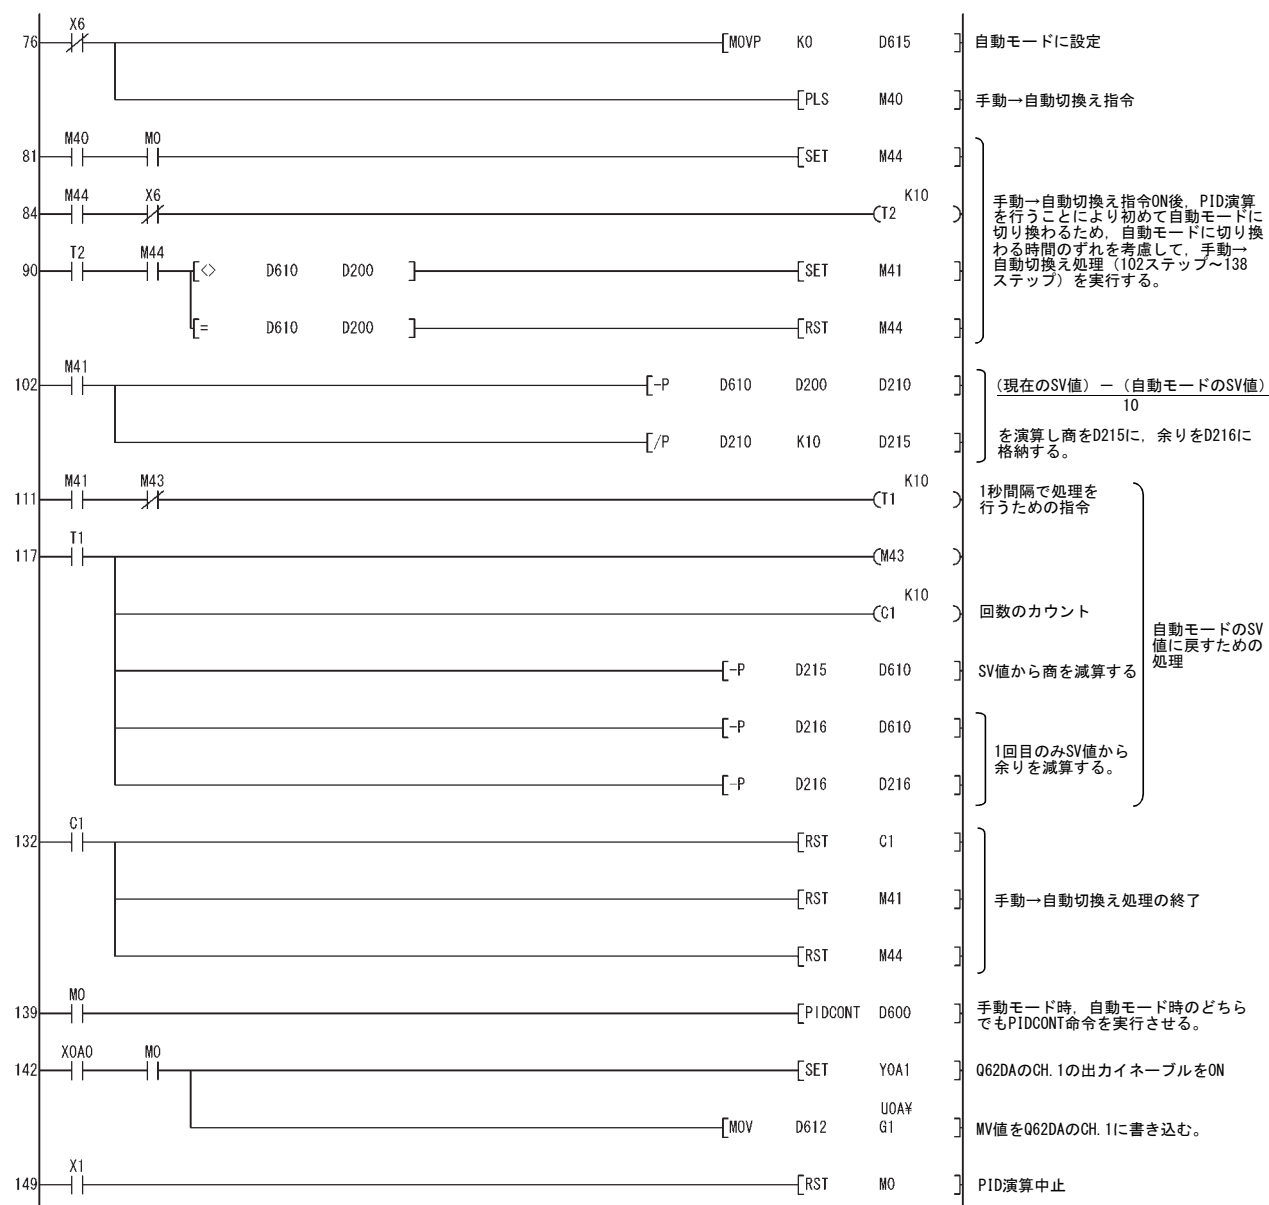 X6
76 [MOVP K0 D615 ] 自動モードに設定
[PLS M40 ] 手動→自動切換え指令
M40 M0
81 [SET M44 ]
M44 X6 K10
84 (T2 )
手動→自動切換え指令ON後，PID演算
を行うことにより初めて自動モードに
切り換わるため，自動モードに切り換
わる時間のずれを考慮して，手動→
自動切換え処理（102ステップ～138
ステップ）を実行する。
T2 M44
90 [<> D610 D200 ] [SET M41 ]
[= D610 D200 ] [RST M44 ]
M41
102 [-P D610 D200 D210 ]
[/P D210 K10 D215 ]
（現在のSV値）－（自動モードのSV値）
10
を演算し商をD215に，余りをD216に
格納する。
M41 M43 K10
111 (T1 )
1秒間隔で処理を
行うための指令
T1
117 (M43 )
K10
(C1 ) 回数のカウント
[-P D215 D610 ] SV値から商を減算する
[-P D216 D610 ]
[-P D216 D216 ]
1回目のみSV値から
余りを減算する。
自動モードのSV
値に戻すための
処理
C1
132 [RST C1 ]
[RST M41 ] 手動→自動切換え処理の終了
[RST M44 ]
M0
139 [PIDCONT D600 ]
手動モード時，自動モード時のどちら
でもPIDCONT命令を実行させる。
X0A0 M0
142 [SET Y0A1 ] Q62DAのCH.1の出力イネーブルをON
U0A¥
[MOV D612 G1 ] MV値をQ62DAのCH.1に書き込む。
X1
149 [RST M0 ] PID演算中止